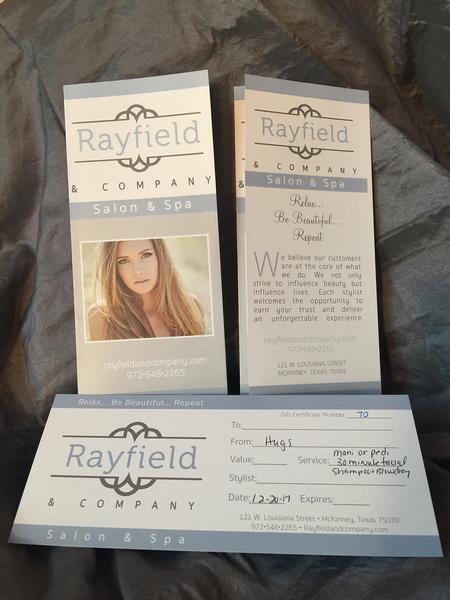 Rayfield
& COMPANY
Salon & Spa
rayfieldandcompany.com
972•548•2265
Rayfield
& COMPANY
Salon & Spa
Relax...
Be Beautiful...
Repeat
We believe our customers
are at the core of what
we do. We not only
strive to influence beauty but
influence lives. Each stylist
welcomes the opportunity to
earn your trust and deliver
an unforgettable experience.
rayfieldandcompany.com
972•548•2265
121 W. LOUSIANA STREET
MCKINNEY, TEXAS 75069
Relax... Be Beautiful... Repeat
Rayfield
& COMPANY
Salon & Spa
Gift Certificate Number: 70
To:
From: Hugs
Value: Service: mani or pedi
30 minute facial
Shampoo + Blowdry
Stylist:
Date: 12-20-17 Expires:
121 W. Louisiana Street • McKinney, Texas 75070
972•548•2265 • Rayfieldandcompany.com